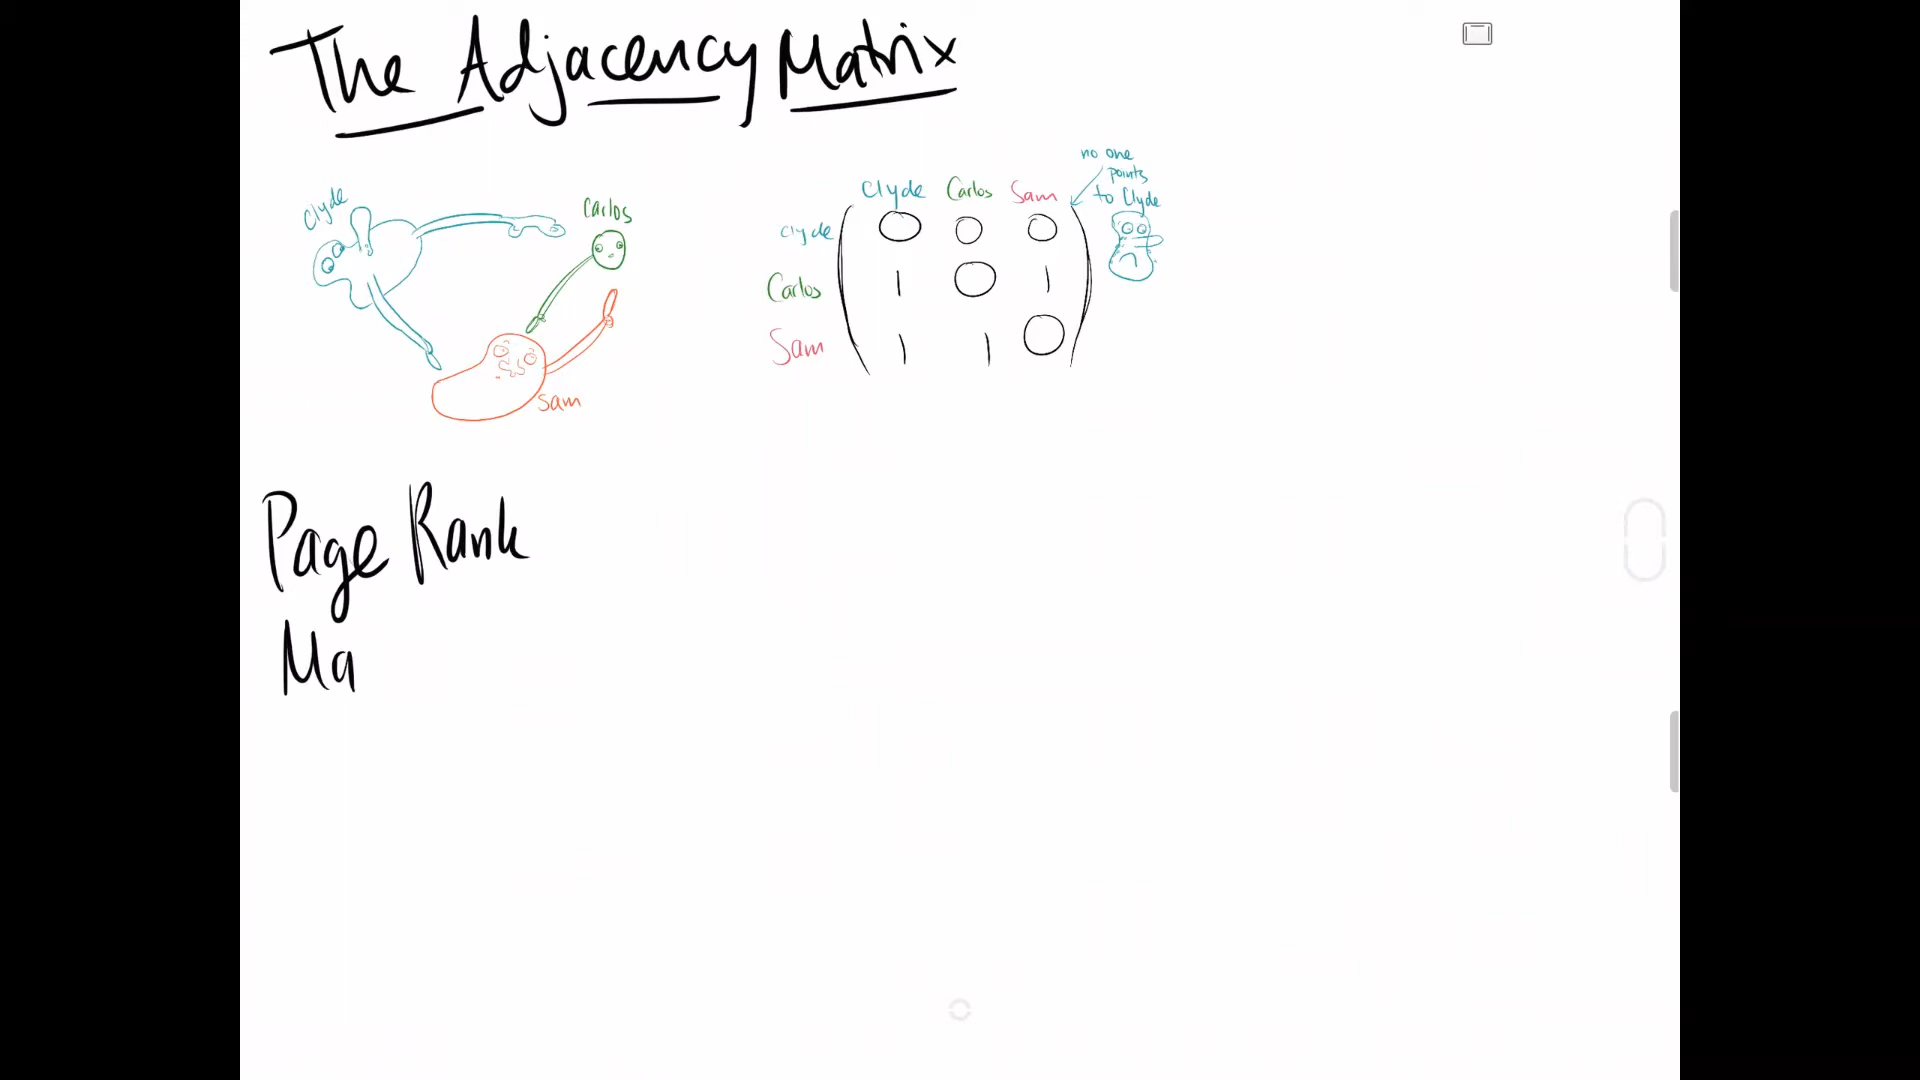 The Adjacency Matrix
Clyde
Carlos
Sam
no one
points
to Clyde
Clyde Carlos Sam
Clyde 0 0 0
Carlos 1 0 1
Sam 1 1 0
Page Rank
Ma